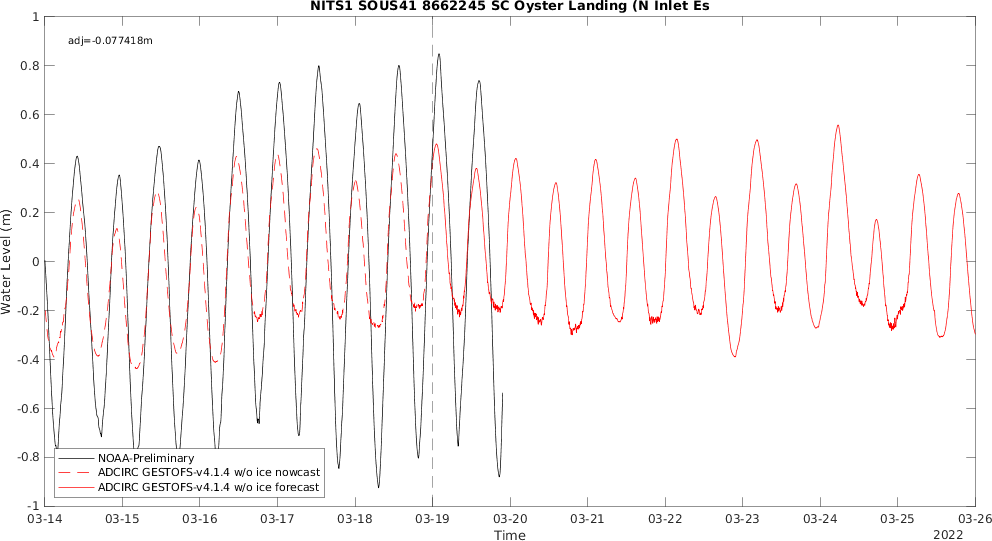 NITS1 SOUS41 8662245 SC Oyster Landing (N Inlet Es
adj=-0.077418m
1
0.8
0.6
0.4
0.2
0
-0.2
-0.4
-0.6
-0.8
-1
Water Level (m)
NOAA-Preliminary
ADCIRC GESTOFS-v4.1.4 w/o ice nowcast
ADCIRC GESTOFS-v4.1.4 w/o ice forecast
03-14 03-15 03-16 03-17 03-18 03-19 03-20 03-21 03-22 03-23 03-24 03-25 03-26
Time
2022